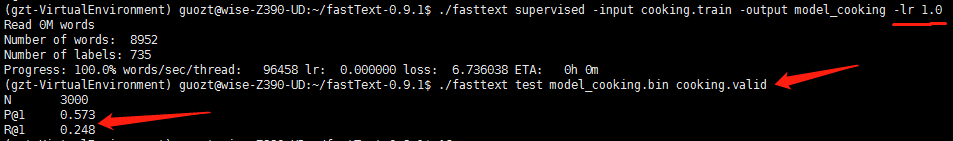 (gzt-VirtualEnvironment) guozt@wise-Z390-UD:~/fastText-0.9.1$ ./fasttext supervised -input cooking.train -output model_cooking -lr 1.0
Read 0M words
Number of words:  8952
Number of labels: 735
Progress: 100.0% words/sec/thread:   96458 lr:  0.000000 loss:  6.736038 ETA:   0h 0m
(gzt-VirtualEnvironment) guozt@wise-Z390-UD:~/fastText-0.9.1$ ./fasttext test model_cooking.bin cooking.valid
N       3000
P@1     0.573
R@1     0.248